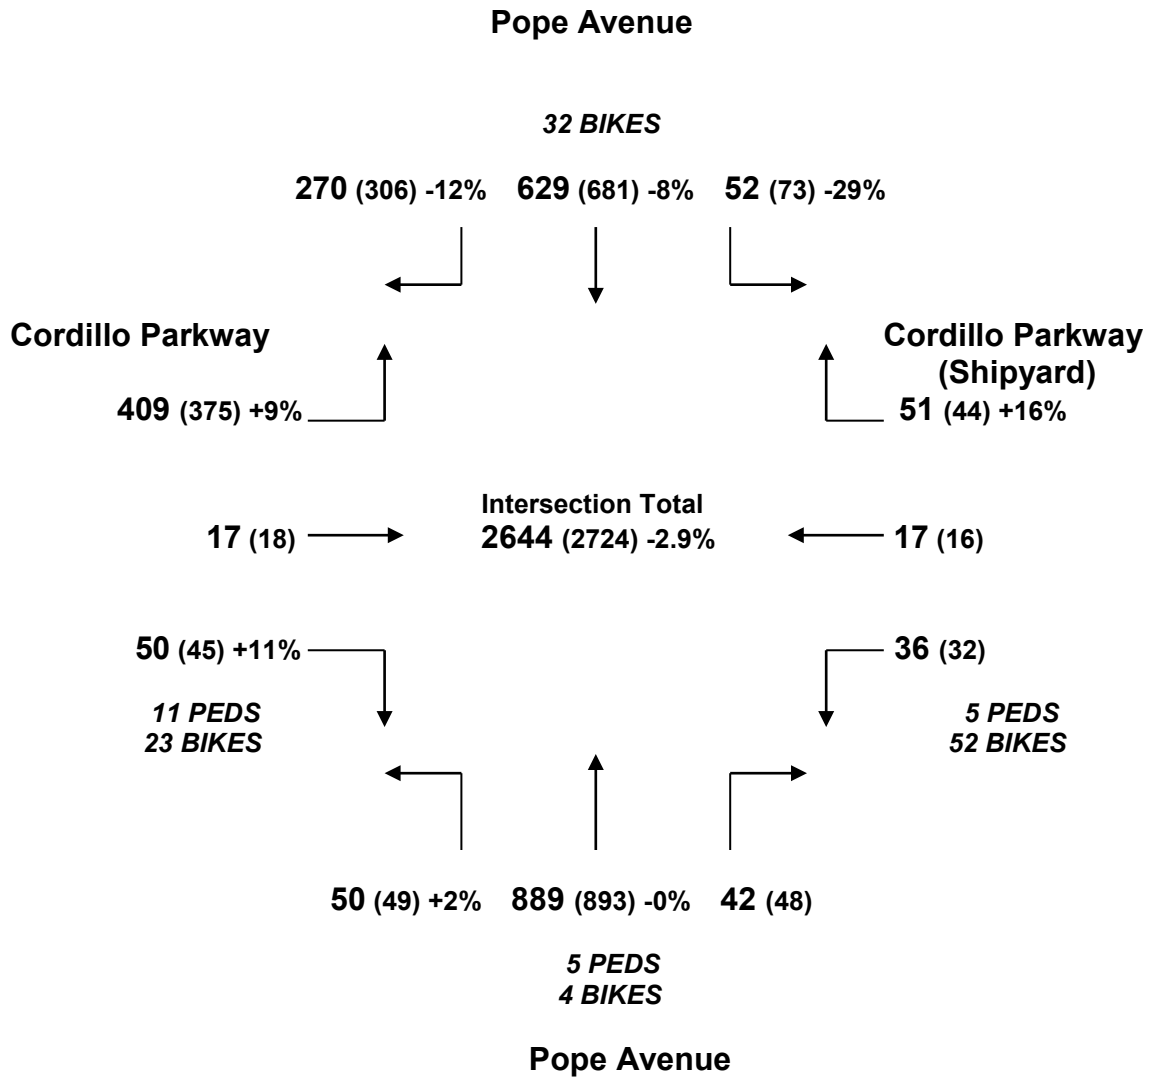 Pope Avenue
32 BIKES
270 (306) -12% 629 (681) -8% 52 (73) -29%
Cordillo Parkway
Cordillo Parkway
(Shipyard)
409 (375) +9%
51 (44) +16%
Intersection Total
17 (18)
2644 (2724) -2.9%
17 (16)
50 (45) +11%
36 (32)
11 PEDS
23 BIKES
5 PEDS
52 BIKES
50 (49) +2% 889 (893) -0% 42 (48)
5 PEDS
4 BIKES
Pope Avenue